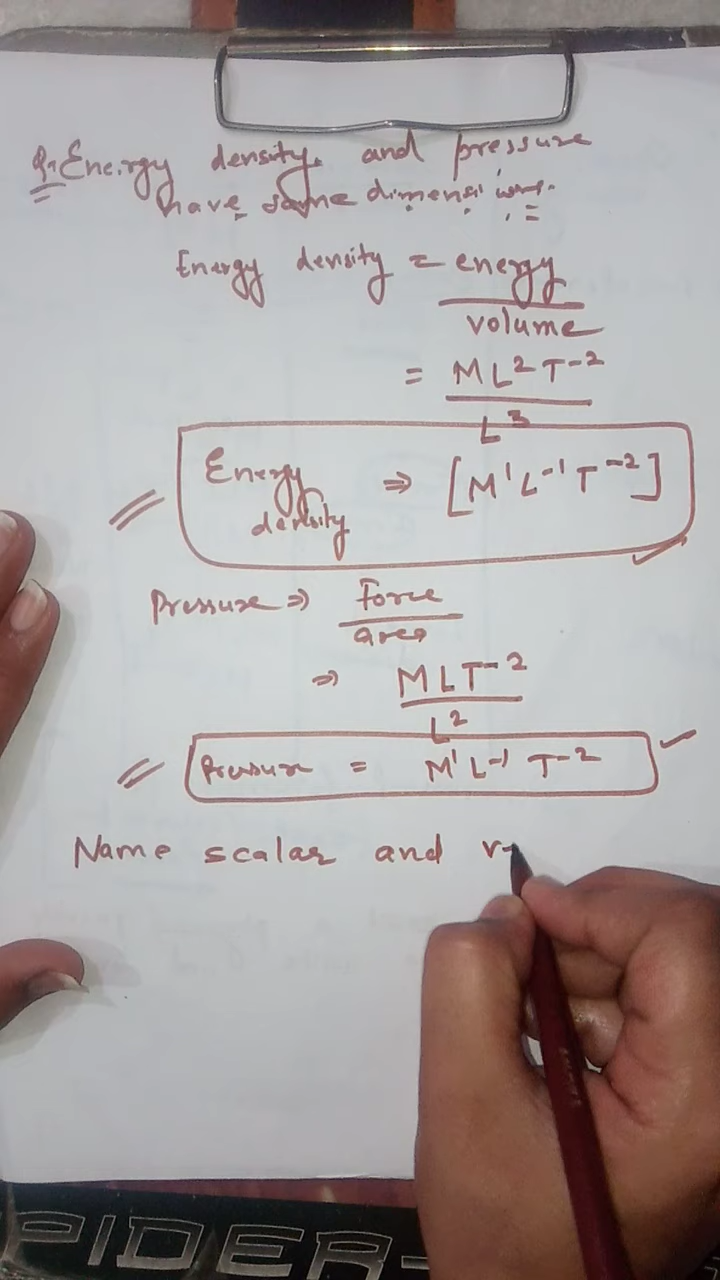 Q:- Energy density and pressure
have same dimensions.
Energy density = energy
volume
= ML²T⁻²
L³
Energy density ⇒ [M¹L⁻¹T⁻²]
Pressure ⇒ Force
area
⇒ MLT⁻²
L²
Pressure = M¹L⁻¹T⁻²
Name scalar and v
PIDER-